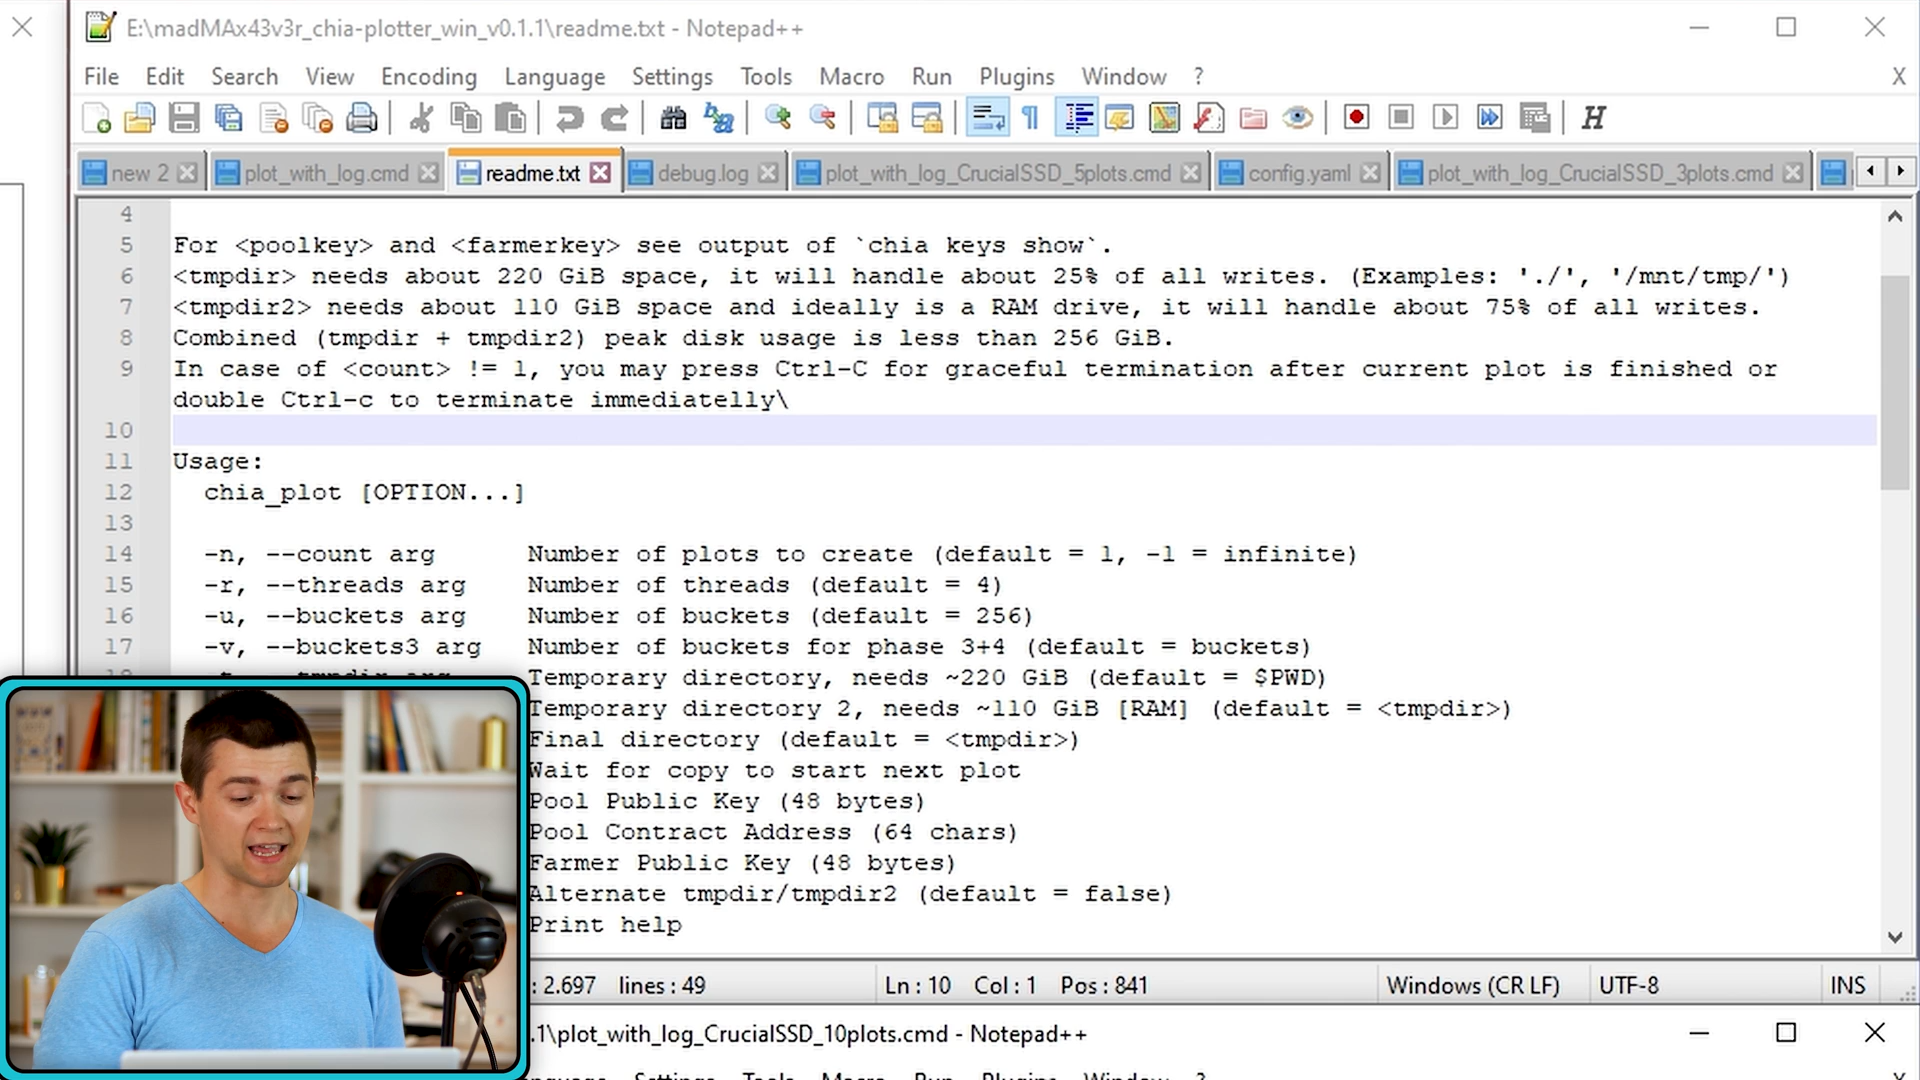 E:\madMAx43v3r_chia-plotter_win_v0.1.1\readme.txt - Notepad++
File Edit Search View Encoding Language Settings Tools Macro Run Plugins Window ? X
new 2 plot_with_log.cmd readme.txt debug.log plot_with_log_CrucialSSD_5plots.cmd config.yaml plot_with_log_CrucialSSD_3plots.cmd
4
5 For <poolkey> and <farmerkey> see output of `chia keys show`.
6 <tmpdir> needs about 220 GiB space, it will handle about 25% of all writes. (Examples: './', '/mnt/tmp/')
7 <tmpdir2> needs about 110 GiB space and ideally is a RAM drive, it will handle about 75% of all writes.
8 Combined (tmpdir + tmpdir2) peak disk usage is less than 256 GiB.
9 In case of <count> != 1, you may press Ctrl-C for graceful termination after current plot is finished or
double Ctrl-c to terminate immediatelly\
10
11 Usage:
12 chia_plot [OPTION...]
13
14 -n, --count arg Number of plots to create (default = 1, -1 = infinite)
15 -r, --threads arg Number of threads (default = 4)
16 -u, --buckets arg Number of buckets (default = 256)
17 -v, --buckets3 arg Number of buckets for phase 3+4 (default = buckets)
Temporary directory, needs ~220 GiB (default = $PWD)
Temporary directory 2, needs ~110 GiB [RAM] (default = <tmpdir>)
Final directory (default = <tmpdir>)
Wait for copy to start next plot
Pool Public Key (48 bytes)
Pool Contract Address (64 chars)
Farmer Public Key (48 bytes)
Alternate tmpdir/tmpdir2 (default = false)
Print help
: 2.697 lines : 49 Ln : 10 Col : 1 Pos : 841 Windows (CR LF) UTF-8 INS
.1\plot_with_log_CrucialSSD_10plots.cmd - Notepad++
Settings Tools Macro Run Plugins Window ?